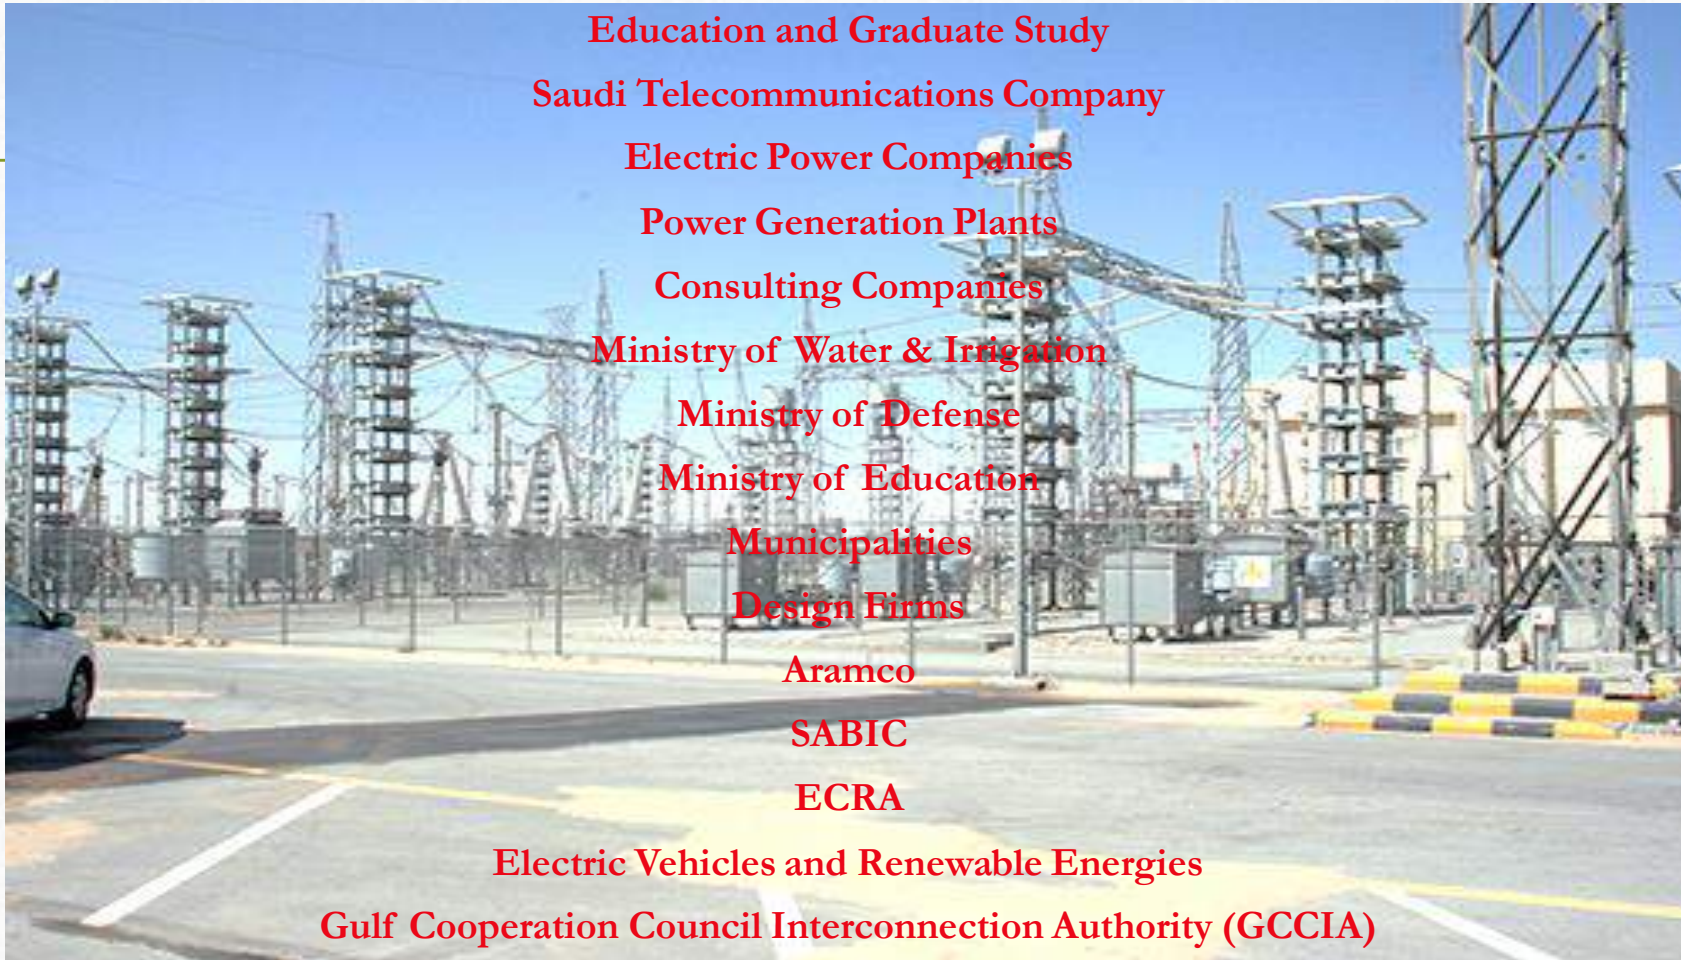 Education and Graduate Study
Saudi Telecommunications Company
Electric Power Companies
Power Generation Plants
Consulting Companies
Ministry of Water & Irrigation
Ministry of Defense
Ministry of Education
Municipalities
Design Firms
Aramco
SABIC
ECRA
Electric Vehicles and Renewable Energies
Gulf Cooperation Council Interconnection Authority (GCCIA)